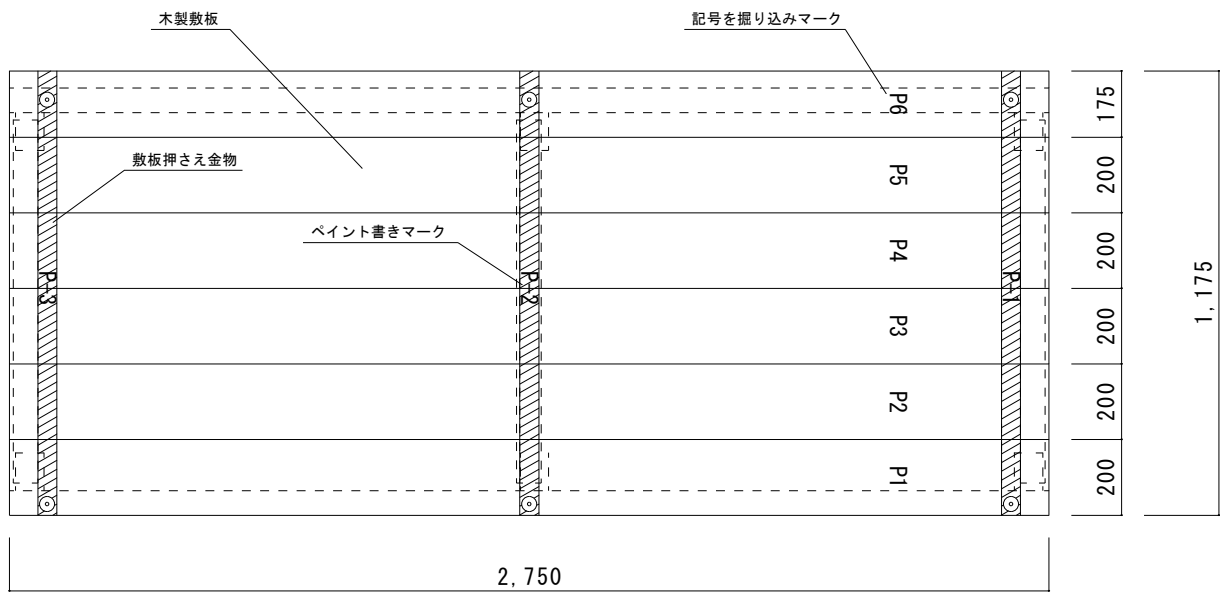 木製敷板
記号を掘り込みマーク
敷板押さえ金物
ペイント書きマーク
P6
P5
P4
P3
P2
P1
P-3
P-2
P-1
175
200
200
200
200
200
1,175
2,750